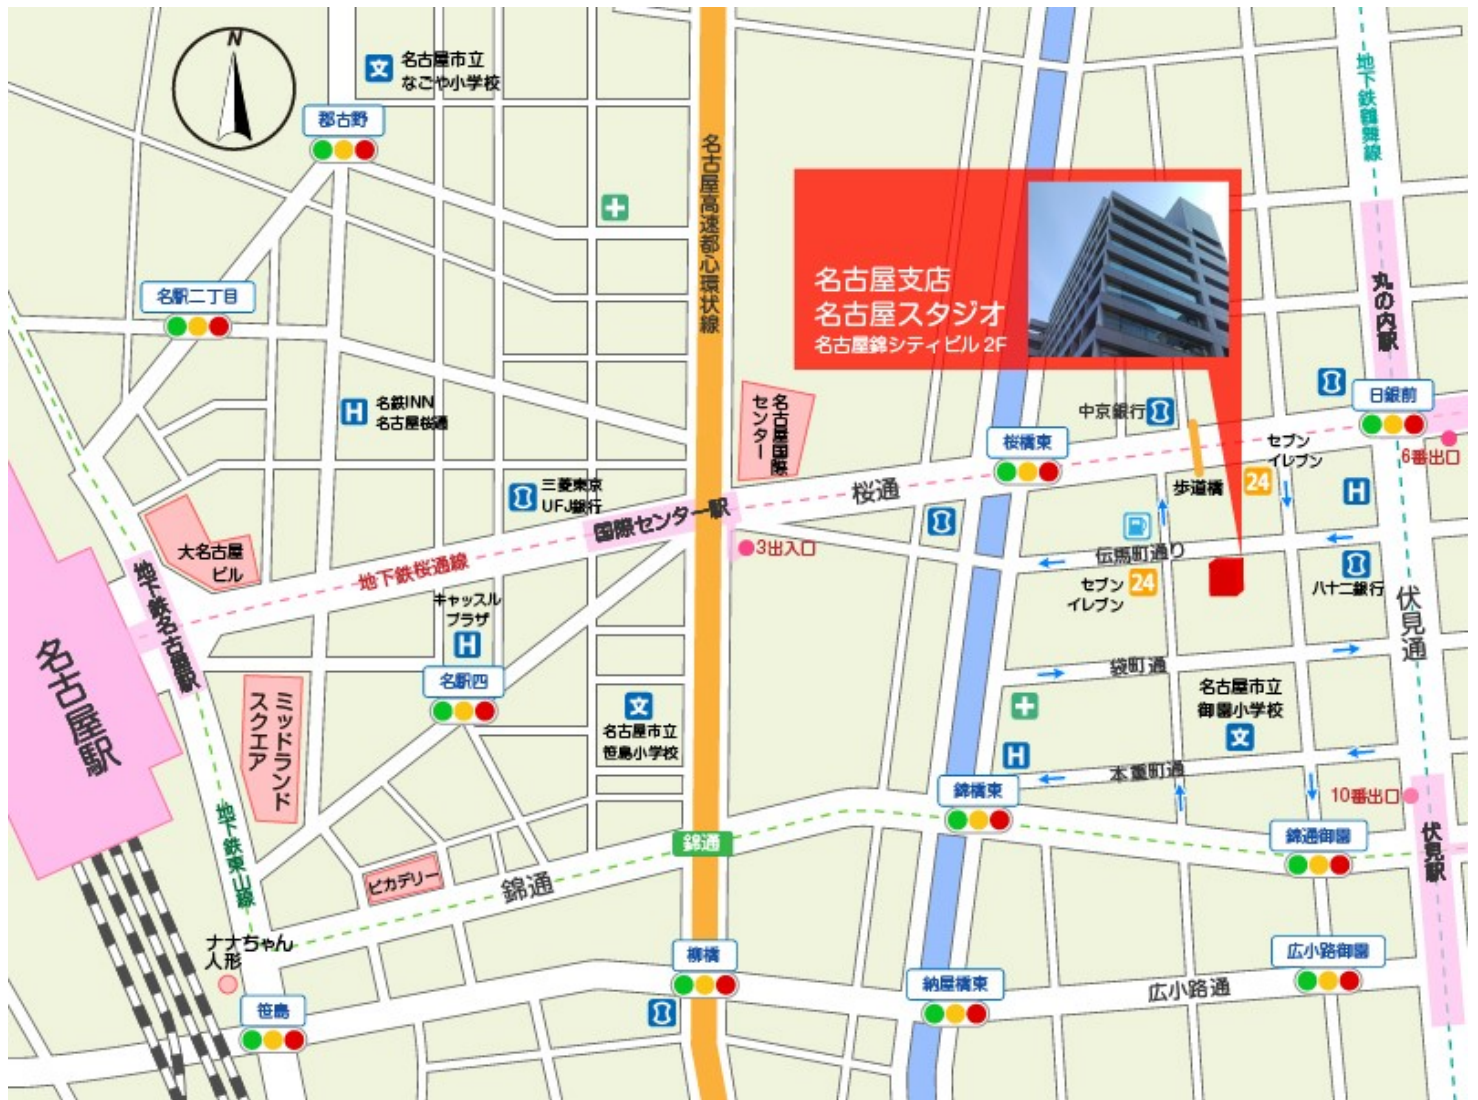 N
名古屋市立
なごや小学校
郡古野
名駅二丁目
名鉄INN
名古屋桜通
三菱東京
UFJ銀行
大名古屋
ビル
地下鉄名古屋駅
名古屋駅
地下鉄桜通線
国際センター駅
キャッスル
プラザ
名駅四
ミッドランド
スクエア
地下鉄東山線
ピカデリー
ナナちゃん
人形
笹島
名古屋高速都心環状線
名古屋国際
センター
3出入口
桜通
名古屋市立
笹島小学校
錦通
錦通
柳橋
名古屋支店
名古屋スタジオ
名古屋錦シティビル 2F
地下鉄鶴舞線
丸の内駅
日銀前
6番出口
中京銀行
桜橋東
歩道橋
セブン
イレブン
24
伝馬町通り
セブン
イレブン
24
八十二銀行
伏見通
袋町通
名古屋市立
御園小学校
本重町通
錦橋東
10番出口
錦通御園
伏見駅
広小路御園
納屋橋東
広小路通
文
文
文
H
H
H
H